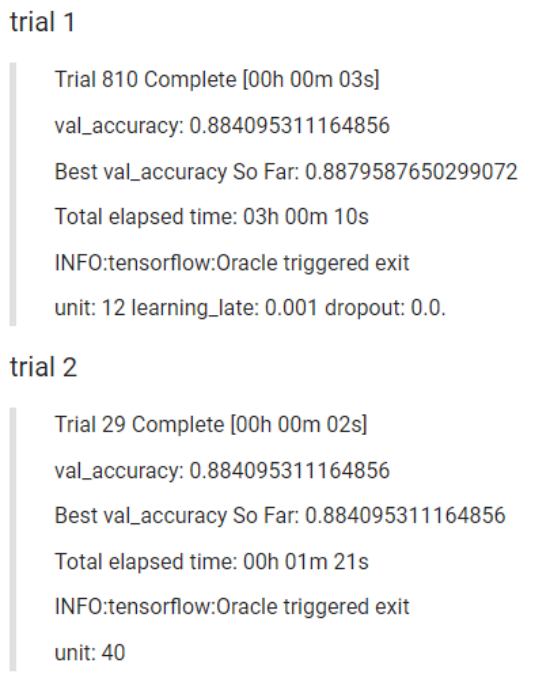 trial 1
Trial 810 Complete [00h 00m 03s]
val_accuracy: 0.884095311164856
Best val_accuracy So Far: 0.8879587650299072
Total elapsed time: 03h 00m 10s
INFO:tensorflow:Oracle triggered exit
unit: 12 learning_late: 0.001 dropout: 0.0.
trial 2
Trial 29 Complete [00h 00m 02s]
val_accuracy: 0.884095311164856
Best val_accuracy So Far: 0.884095311164856
Total elapsed time: 00h 01m 21s
INFO:tensorflow:Oracle triggered exit
unit: 40